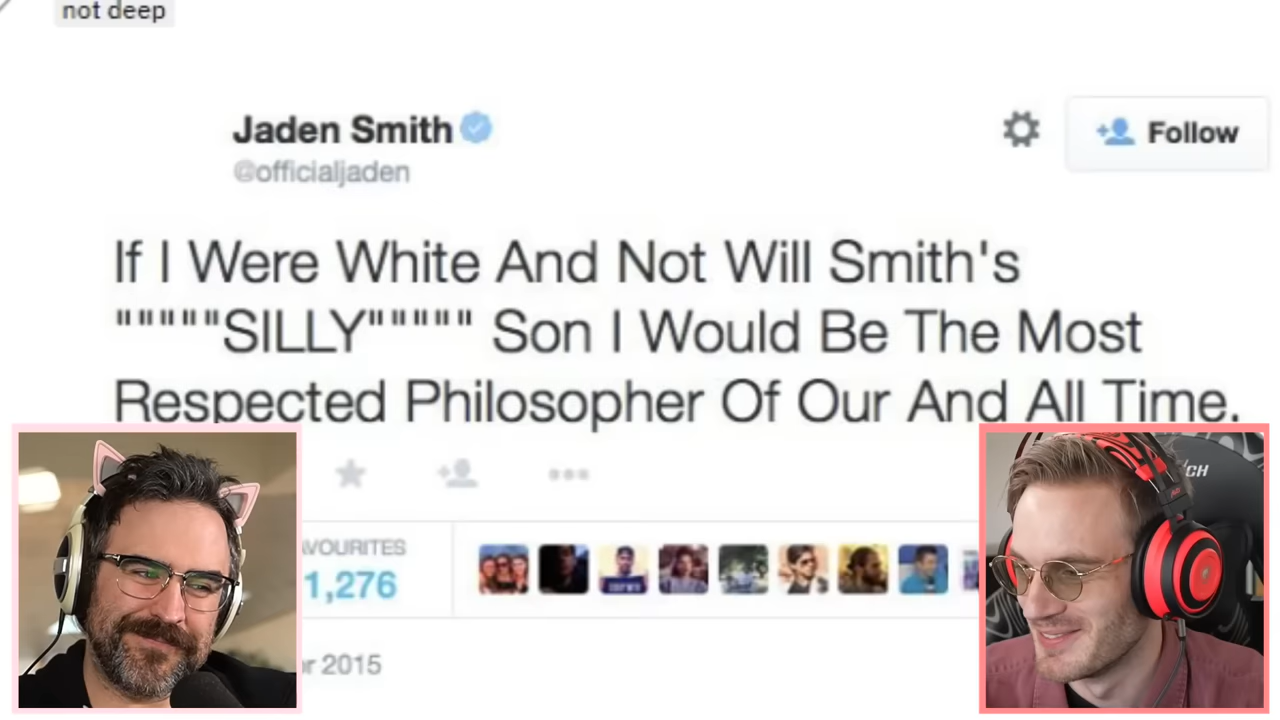 not deep
Jaden Smith
@officialjaden
Follow
If I Were White And Not Will Smith's
"""""SILLY""""" Son I Would Be The Most
Respected Philosopher Of Our And All Time.
VOURITES
1,276
r 2015
CH